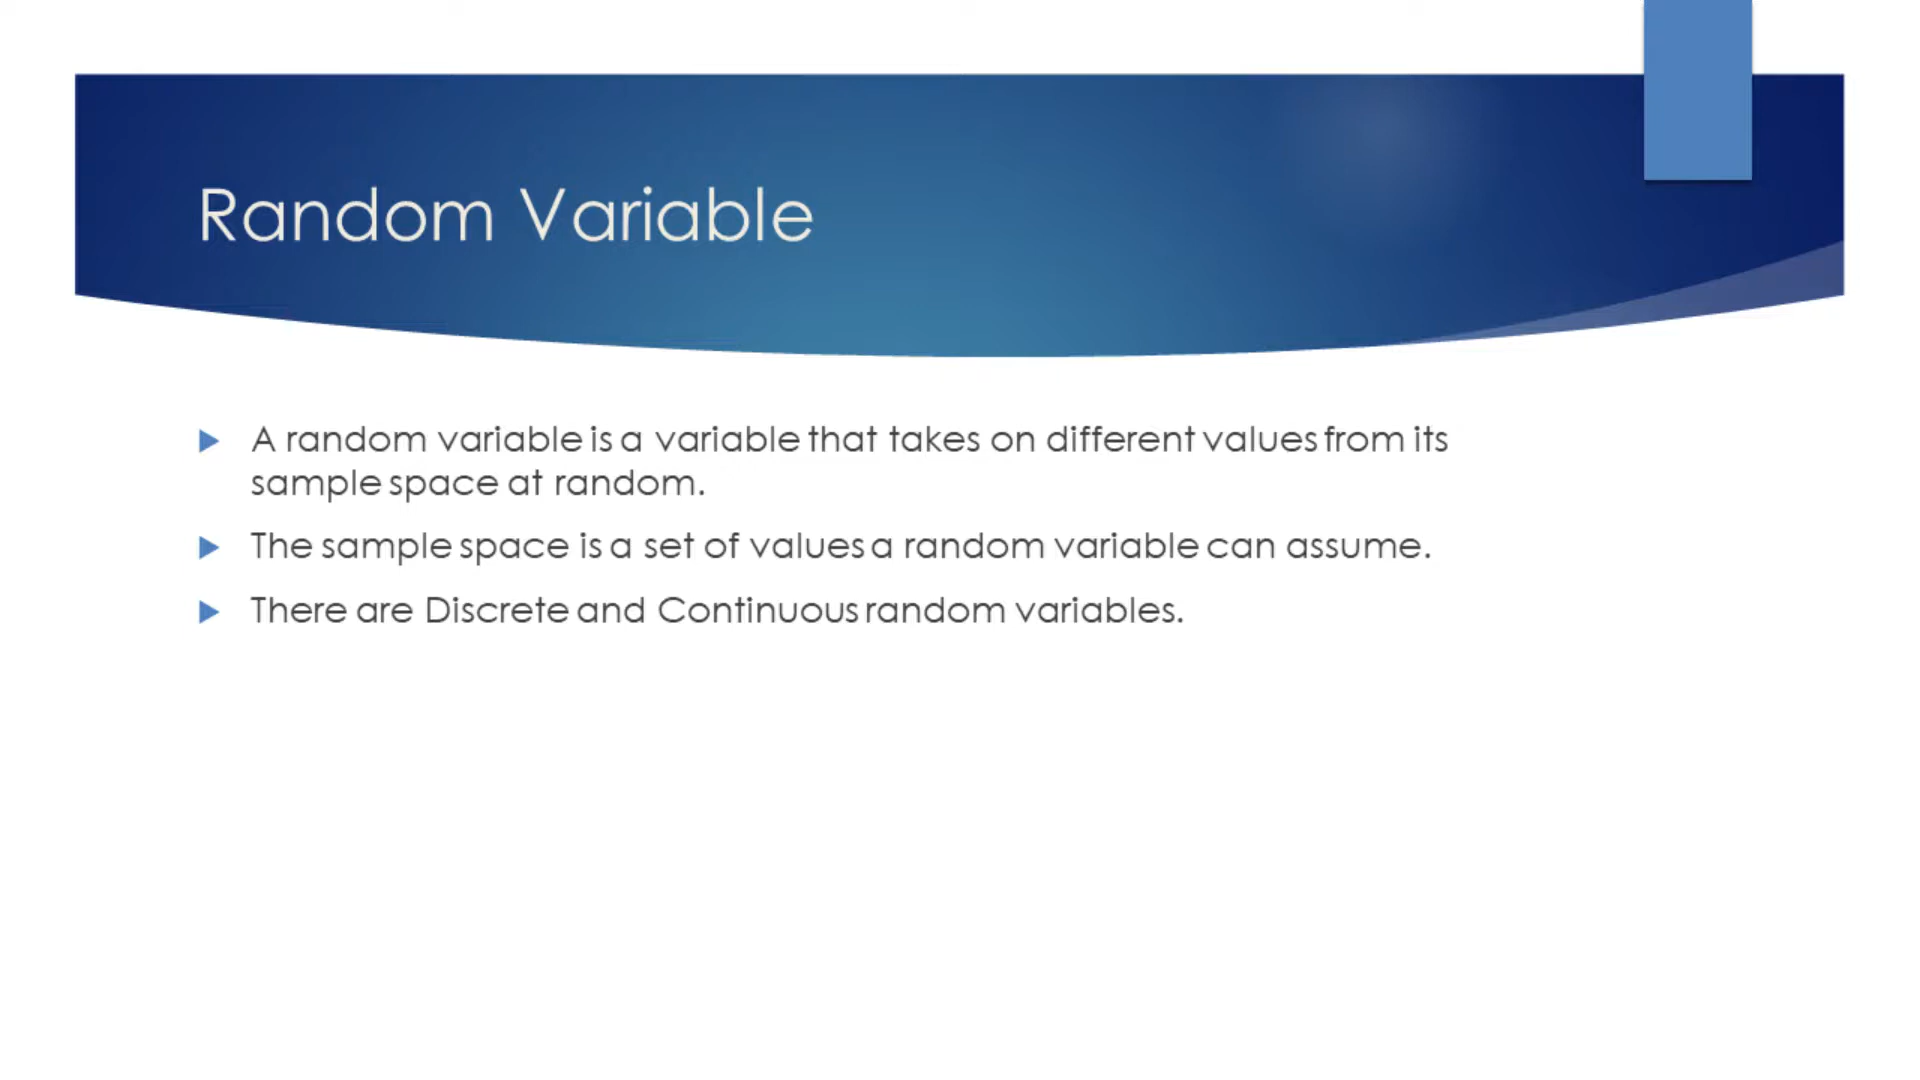 Random Variable
A random variable is a variable that takes on different values from its
sample space at random.
The sample space is a set of values a random variable can assume.
There are Discrete and Continuous random variables.